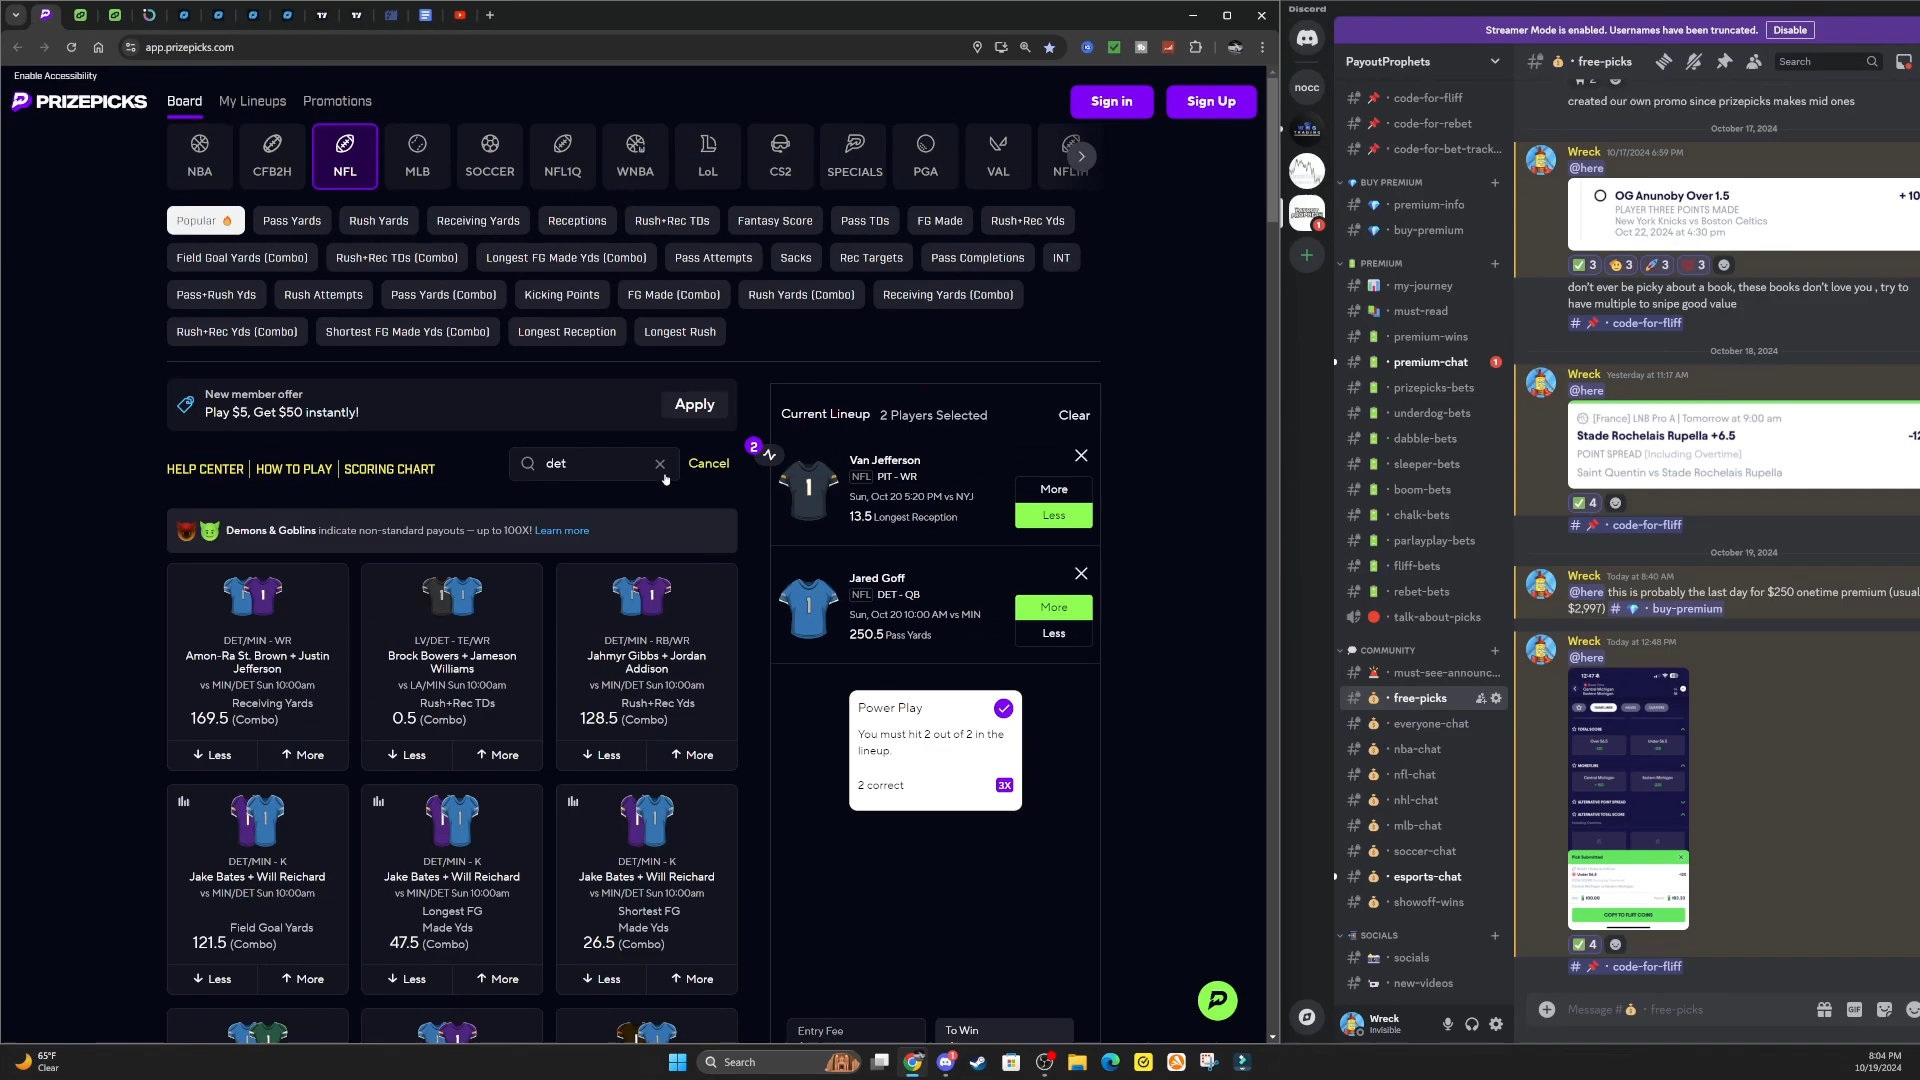 app.prizepicks.com
Enable Accessibility
PRIZEPICKS
Board
My Lineups
Promotions
Sign in
Sign Up
NBA
CFB2H
NFL
MLB
SOCCER
NFL1Q
WNBA
LoL
CS2
SPECIALS
PGA
VAL
NFL1H
Popular
Pass Yards
Rush Yards
Receiving Yards
Receptions
Rush+Rec TDs
Fantasy Score
Pass TDs
FG Made
Rush+Rec Yds
Field Goal Yards (Combo)
Rush+Rec TDs (Combo)
Longest FG Made Yds (Combo)
Pass Attempts
Sacks
Rec Targets
Pass Completions
INT
Pass+Rush Yds
Rush Attempts
Pass Yards (Combo)
Kicking Points
FG Made (Combo)
Rush Yards (Combo)
Receiving Yards (Combo)
Rush+Rec Yds (Combo)
Shortest FG Made Yds (Combo)
Longest Reception
Longest Rush
New member offer
Play $5, Get $50 instantly!
Apply
HELP CENTER
HOW TO PLAY
SCORING CHART
det
Cancel
Demons & Goblins indicate non-standard payouts — up to 100X! Learn more
DET/MIN - WR
Amon-Ra St. Brown + Justin
Jefferson
vs MIN/DET Sun 10:00am
Receiving Yards
169.5 (Combo)
Less
More
LV/DET - TE/WR
Brock Bowers + Jameson
Williams
vs LA/MIN Sun 10:00am
Rush+Rec TDs
0.5 (Combo)
Less
More
DET/MIN - RB/WR
Jahmyr Gibbs + Jordan
Addison
vs MIN/DET Sun 10:00am
Rush+Rec Yds
128.5 (Combo)
Less
More
DET/MIN - K
Jake Bates + Will Reichard
vs MIN/DET Sun 10:00am
Field Goal Yards
121.5 (Combo)
Less
More
DET/MIN - K
Jake Bates + Will Reichard
vs MIN/DET Sun 10:00am
Longest FG
Made Yds
47.5 (Combo)
Less
More
DET/MIN - K
Jake Bates + Will Reichard
vs MIN/DET Sun 10:00am
Shortest FG
Made Yds
26.5 (Combo)
Less
More
2
Current Lineup
2 Players Selected
Clear
Van Jefferson
NFL PIT - WR
Sun, Oct 20 5:20 PM vs NYJ
13.5 Longest Reception
More
Less
Jared Goff
NFL DET - QB
Sun, Oct 20 10:00 AM vs MIN
250.5 Pass Yards
More
Less
Power Play
You must hit 2 out of 2 in the
lineup.
2 correct
3X
Entry Fee
To Win
Discord
Streamer Mode is enabled. Usernames have been truncated.
Disable
nocc
1
PayoutProphets
code-for-fliff
code-for-rebet
code-for-bet-track...
BUY PREMIUM
premium-info
buy-premium
PREMIUM
my-journey
must-read
premium-wins
premium-chat
1
prizepicks-bets
underdog-bets
dabble-bets
sleeper-bets
boom-bets
chalk-bets
parlayplay-bets
fliff-bets
rebet-bets
talk-about-picks
COMMUNITY
must-see-announc...
free-picks
everyone-chat
nba-chat
nfl-chat
nhl-chat
mlb-chat
soccer-chat
esports-chat
showoff-wins
SOCIALS
socials
new-videos
Wreck
Invisible
free-picks
Search
created our own promo since prizepicks makes mid ones
October 17, 2024
Wreck 10/17/2024 6:59 PM
@here
OG Anunoby Over 1.5
+ 10
PLAYER THREE POINTS MADE
New York Knicks vs Boston Celtics
Oct 22, 2024 at 4:30 pm
3
3
3
3
don't ever be picky about a book, these books don't love you , try to
have multiple to snipe good value
# code-for-fliff
October 18, 2024
Wreck Yesterday at 11:17 AM
@here
[France] LNB Pro A | Tomorrow at 9:00 am
Stade Rochelais Rupella +6.5
-12
POINT SPREAD (Including Overtime)
Saint Quentin vs Stade Rochelais Rupella
4
# code-for-fliff
October 19, 2024
Wreck Today at 8:40 AM
@here this is probably the last day for $250 onetime premium (usual
$2,997) # buy-premium
Wreck Today at 12:48 PM
@here
12:47
Pick Submitted
COPY TO FLIFF COINS
4
# code-for-fliff
Message # free-picks
GIF
65°F
Clear
Search
8:04 PM
10/19/2024